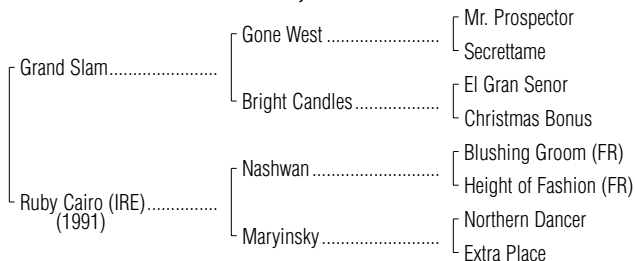 Mr. Prospector
Gone West
Secrettame
Grand Slam
El Gran Senor
Bright Candles
Christmas Bonus
Blushing Groom (FR)
Nashwan
Height of Fashion (FR)
Ruby Cairo (IRE)
(1991)
Northern Dancer
Maryinsky
Extra Place